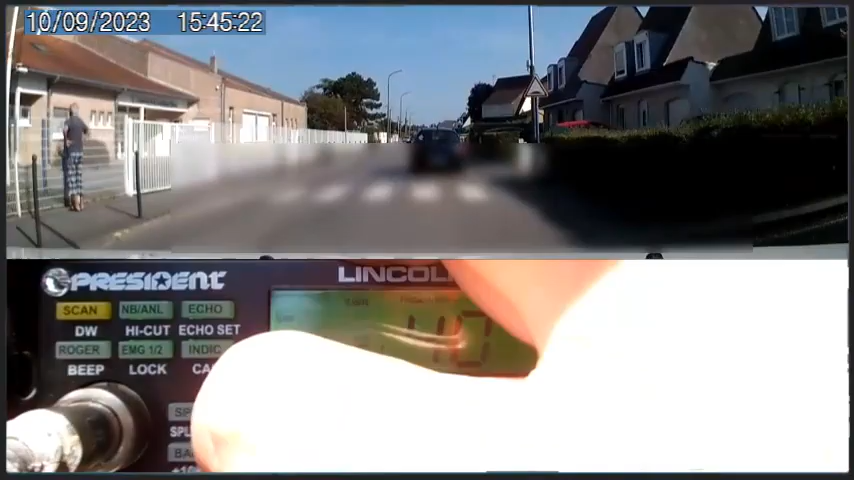 10/09/2023 15:45:22
PRESIDENT LINCOL
SCAN NB/ANL ECHO
DW HI-CUT ECHO SET
ROGER EMG 1/2 INDIC
BEEP LOCK
40